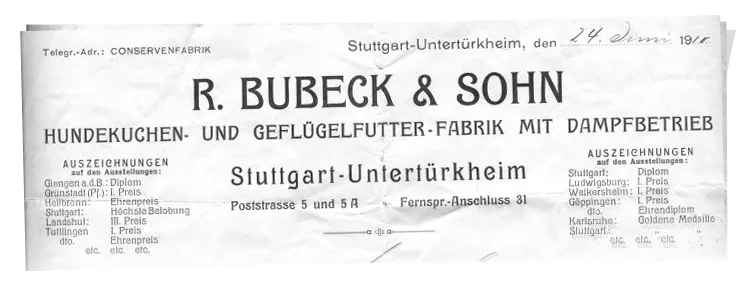 Telegr.-Adr.: CONSERVENFABRIK
Stuttgart-Untertürkheim, den 24. Juni 1910
R. BUBECK & SOHN
HUNDEKUCHEN- UND GEFLÜGELFUTTER-FABRIK MIT DAMPFBETRIEB
AUSZEICHNUNGEN
auf den Ausstellungen:
Giengen a.d.B.: Diplom
Grünstadt (Pf.): I. Preis
Heilbronn: Ehrenpreis
Stuttgart: Höchste Belobung
Landshut: III. Preis
Tuttlingen I. Preis
dto. Ehrenpreis
etc. etc. etc.
Stuttgart-Untertürkheim
Poststrasse 5 und 5 A Fernspr.-Anschluss 31
AUSZEICHNUNGEN
auf den Ausstellungen:
Stuttgart: Diplom
Ludwigsburg: I. Preis
Waikersheim: I. Preis
Göppingen: I. Preis
dto. Ehrendiplom
Karlsruhe: Goldene Medaille
Stuttgart: " "
etc. etc. etc.